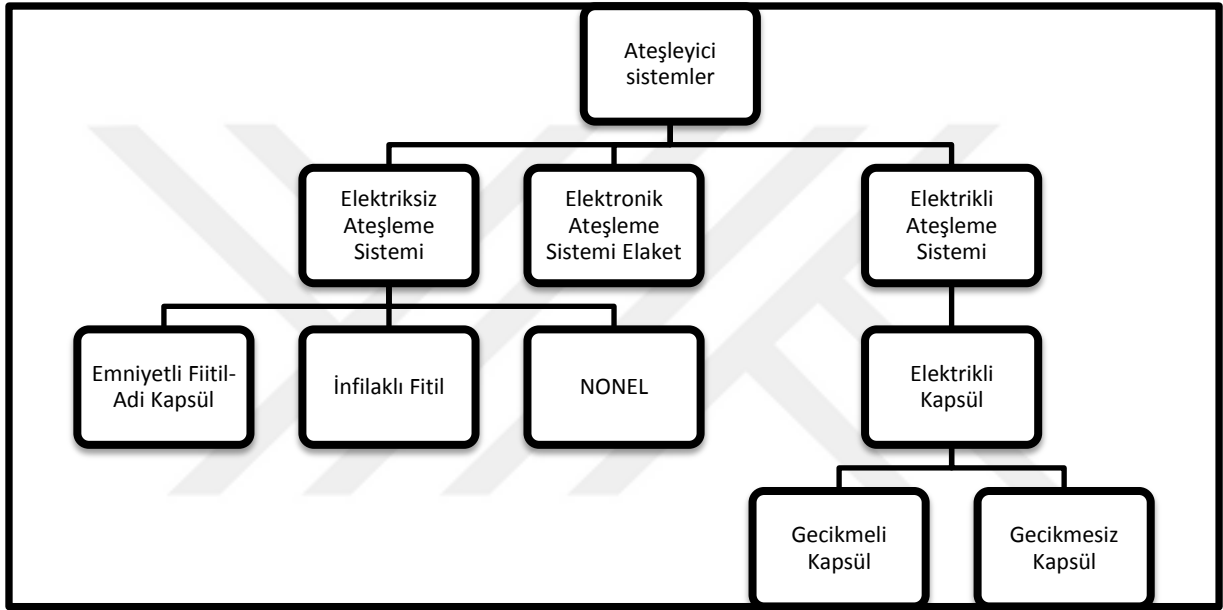 Ateşleyici
sistemler
Elektriksiz
Ateşleme
Sistemi
Elektronik
Ateşleme
Sistemi Elaket
Elektrikli
Ateşleme
Sistemi
Emniyetli Fiitil-
Adi Kapsül
İnfilaklı Fitil
NONEL
Elektrikli
Kapsül
Gecikmeli
Kapsül
Gecikmesiz
Kapsül